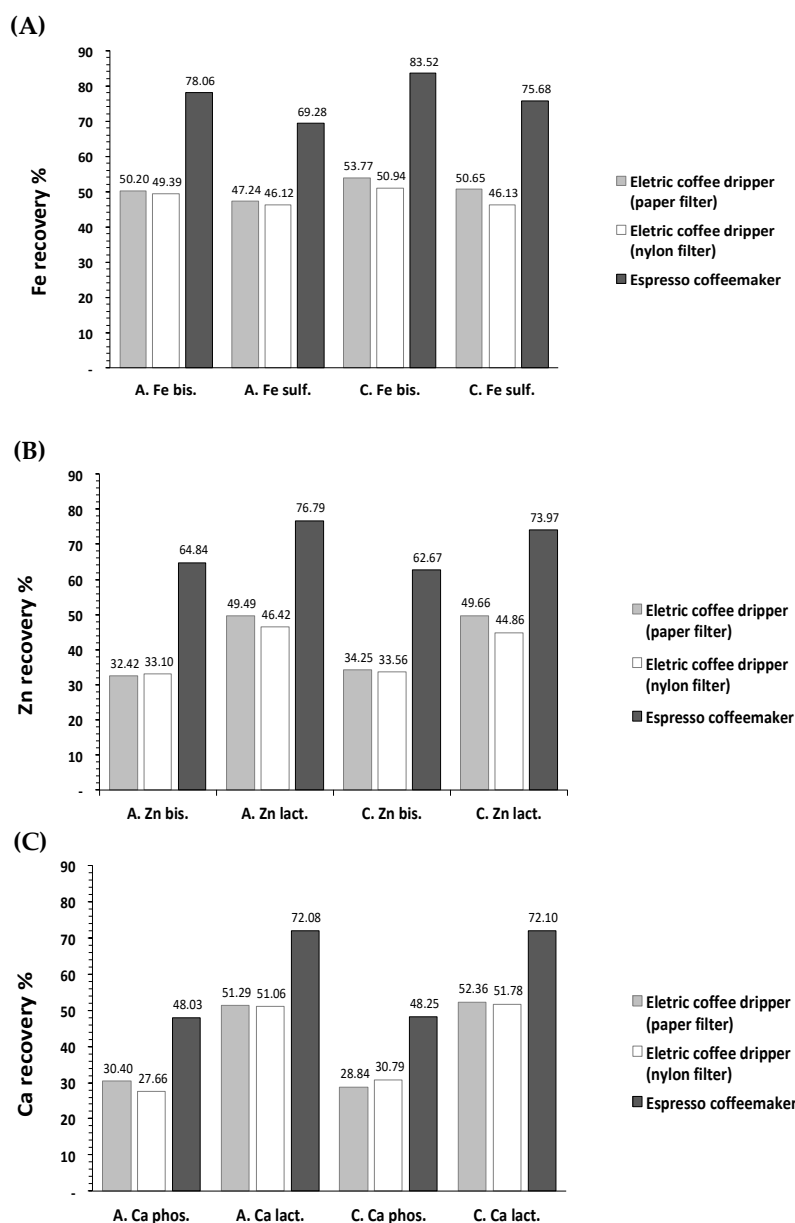 (A)
90
80
70
60
50
40
30
20
10
-
Fe recovery %
50.20 49.39 78.06
47.24 46.12 69.28
53.77 50.94 83.52
50.65 46.13 75.68
A. Fe bis. A. Fe sulf. C. Fe bis. C. Fe sulf.
Eletric coffee dripper
(paper filter)
Eletric coffee dripper
(nylon filter)
Espresso coffeemaker
(B)
90
80
70
60
50
40
30
20
10
-
Zn recovery %
32.42 33.10 64.84
49.49 46.42 76.79
34.25 33.56 62.67
49.66 44.86 73.97
A. Zn bis. A. Zn lact. C. Zn bis. C. Zn lact.
Eletric coffee dripper
(paper filter)
Eletric coffee dripper
(nylon filter)
Espresso coffeemaker
(C)
90
80
70
60
50
40
30
20
10
-
Ca recovery %
30.40 27.66 48.03
51.29 51.06 72.08
28.84 30.79 48.25
52.36 51.78 72.10
A. Ca phos. A. Ca lact. C. Ca phos. C. Ca lact.
Eletric coffee dripper
(paper filter)
Eletric coffee dripper
(nylon filter)
Espresso coffeemaker